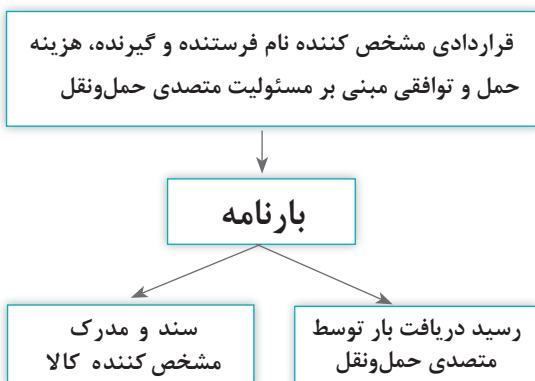 قراردادی مشخص کننده نام فرستنده و گیرنده، هزینه
حمل و توافقی مبنی بر مسئولیت متصدی حمل‌ونقل
بارنامه
رسید دریافت بار توسط
متصدی حمل‌ونقل
سند و مدرک
مشخص کننده کالا